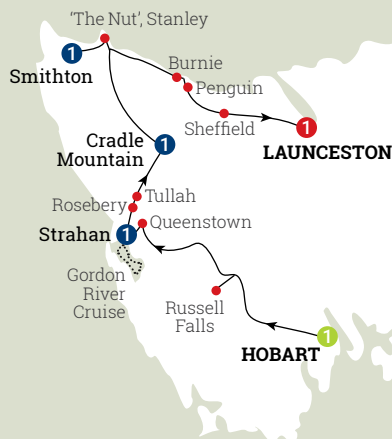 'The Nut', Stanley
1
Smithton
Burnie
Penguin
Sheffield
1
LAUNCESTON
Cradle
Mountain
1
Tullah
Rosebery
Queenstown
Strahan
1
Gordon
River
Cruise
Russell
Falls
1
HOBART